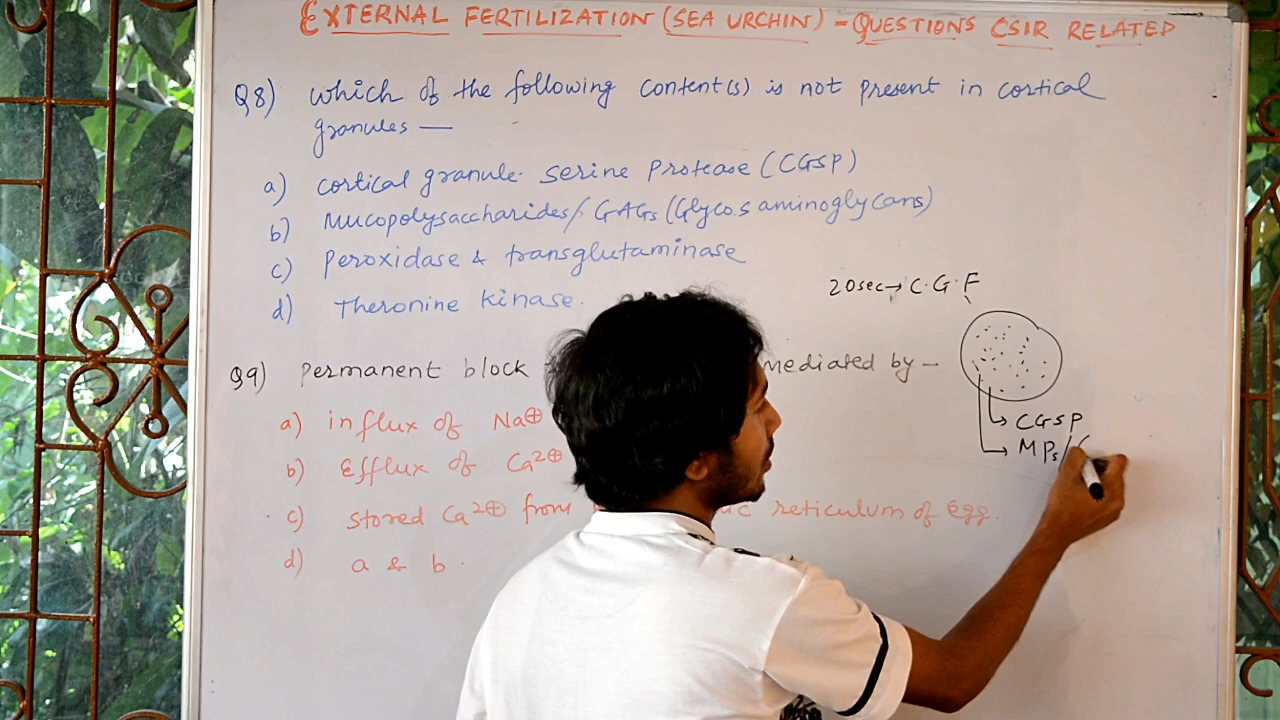 EXTERNAL FERTILIZATION (SEA URCHIN) – QUESTIONS CSIR RELATED
Q8) which of the following content(s) is not present in cortical
granules —
a) cortical granule serine protease (CGSP)
b) Mucopolysaccharides/GAGs (Glycosaminoglycans)
c) peroxidase & transglutaminase
d) Theronine kinase.
20sec→ C.G.F
Q9) permanent block mediated by –
a) influx of Na⊕
b) Efflux of Ca2⊕
c) stored Ca2⊕ from reticulum of egg.
d) a & b.
CGSP
MPs/